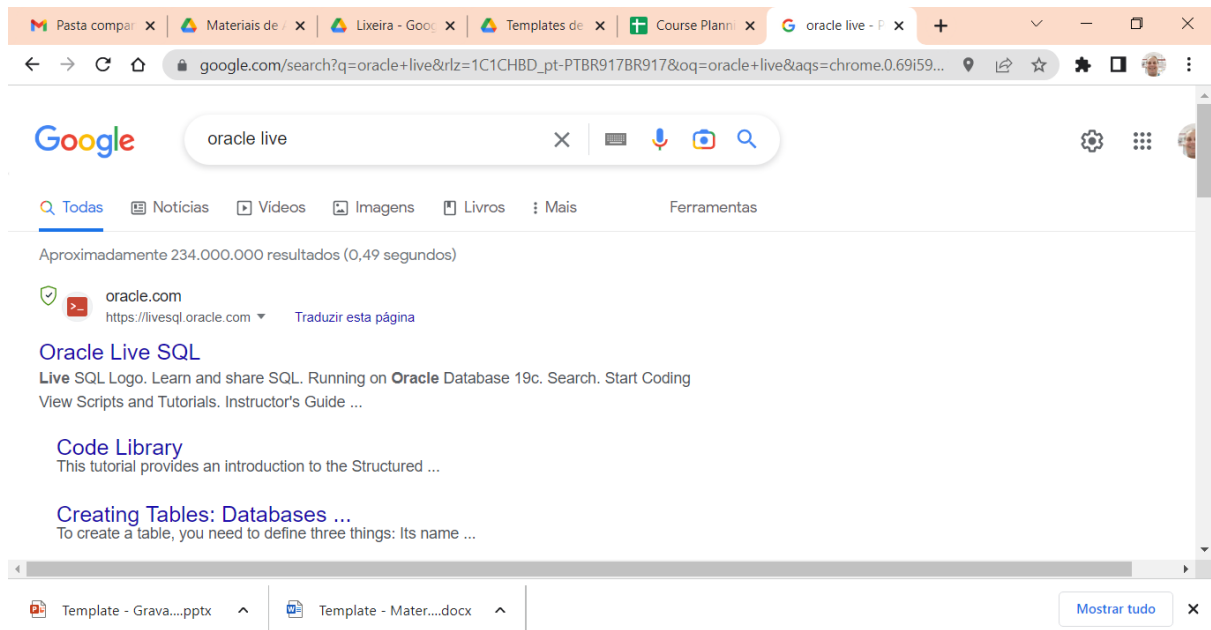 Pasta compar
Materiais de A
Lixeira - Goog
Templates de
Course Planni
oracle live - P
google.com/search?q=oracle+live&rlz=1C1CHBD_pt-PTBR917BR917&oq=oracle+live&aqs=chrome.0.69i59...
Google
oracle live
Todas
Notícias
Vídeos
Imagens
Livros
Mais
Ferramentas
Aproximadamente 234.000.000 resultados (0,49 segundos)
oracle.com
https://livesql.oracle.com Traduzir esta página
Oracle Live SQL
Live SQL Logo. Learn and share SQL. Running on Oracle Database 19c. Search. Start Coding
View Scripts and Tutorials. Instructor's Guide ...
Code Library
This tutorial provides an introduction to the Structured ...
Creating Tables: Databases ...
To create a table, you need to define three things: Its name ...
Template - Grava....pptx
Template - Mater....docx
Mostrar tudo